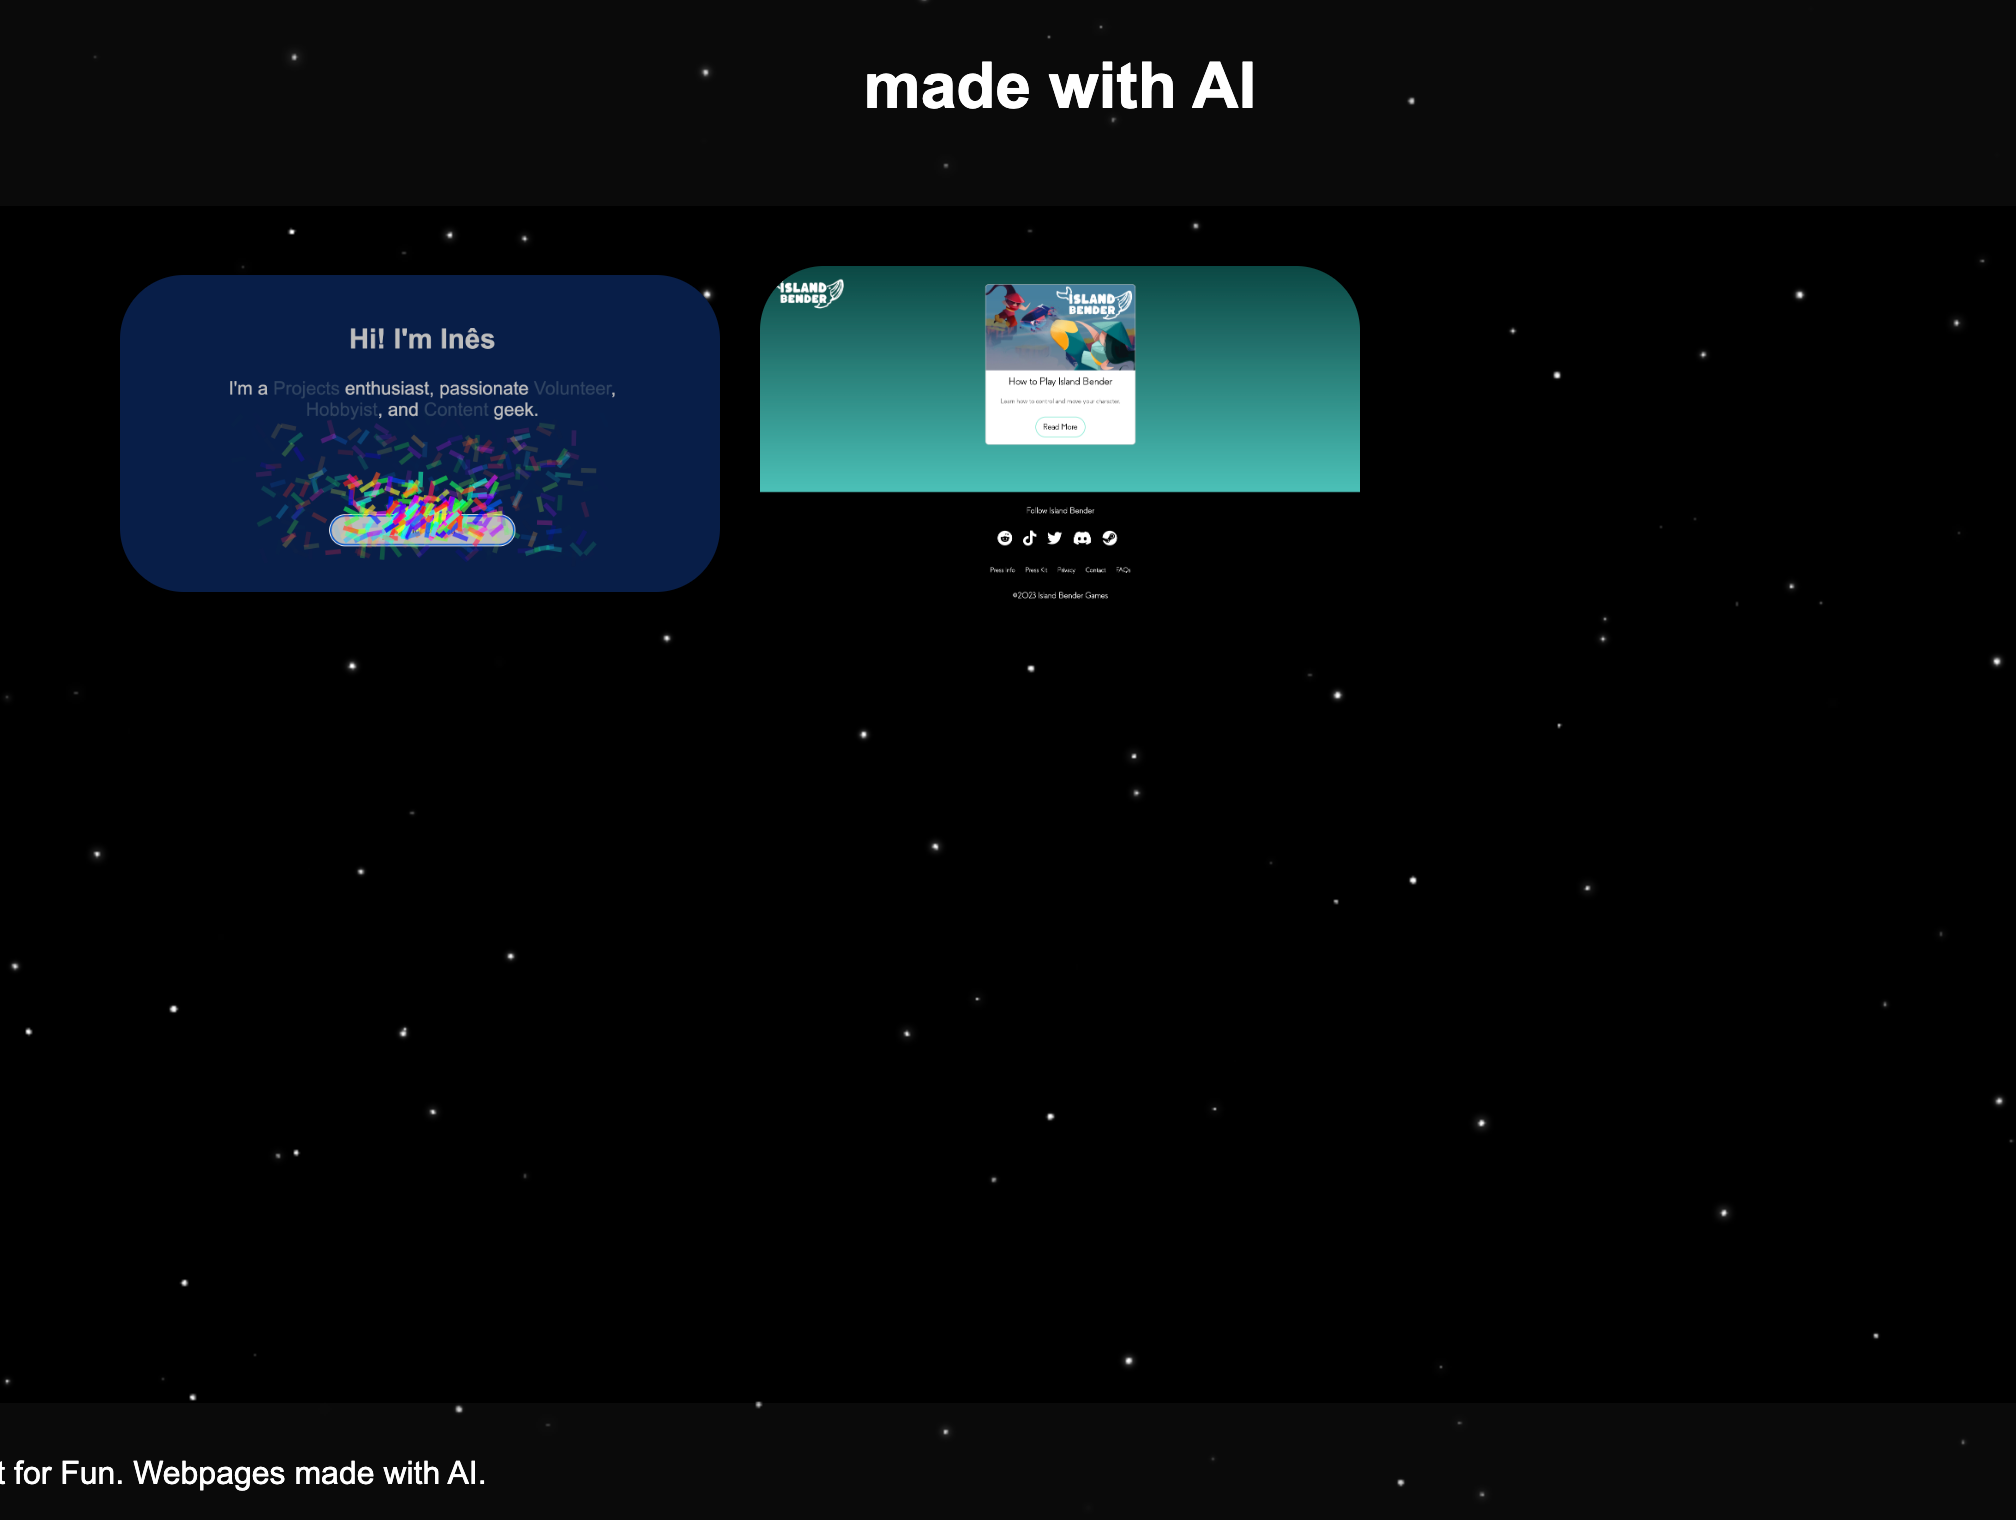 made with AI
Hi! I'm Inês
I'm a Projects enthusiast, passionate Volunteer,
Hobbyist, and Content geek.
ISLAND
BENDER
ISLAND
BENDER
How to Play Island Bender
Learn how to control and move your character.
Read More
Follow Island Bender
Press Info Press Kit Privacy Contact FAQs
©2023 Island Bender Games
t for Fun. Webpages made with AI.